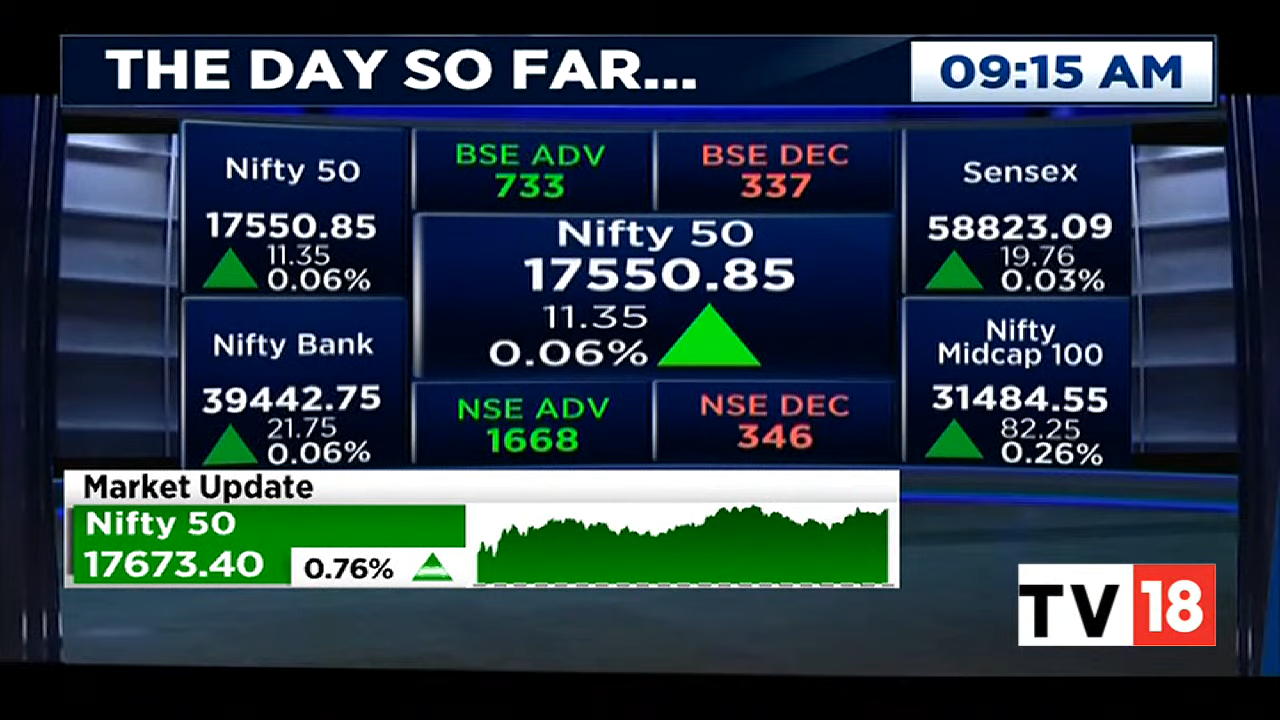 THE DAY SO FAR...
09:15 AM
Nifty 50
17550.85
11.35
0.06%
BSE ADV
733
BSE DEC
337
Sensex
58823.09
19.76
0.03%
Nifty 50
17550.85
11.35
0.06%
Nifty Bank
39442.75
21.75
0.06%
NSE ADV
1668
NSE DEC
346
Nifty
Midcap 100
31484.55
82.25
0.26%
Market Update
Nifty 50
17673.40
0.76%
TV18